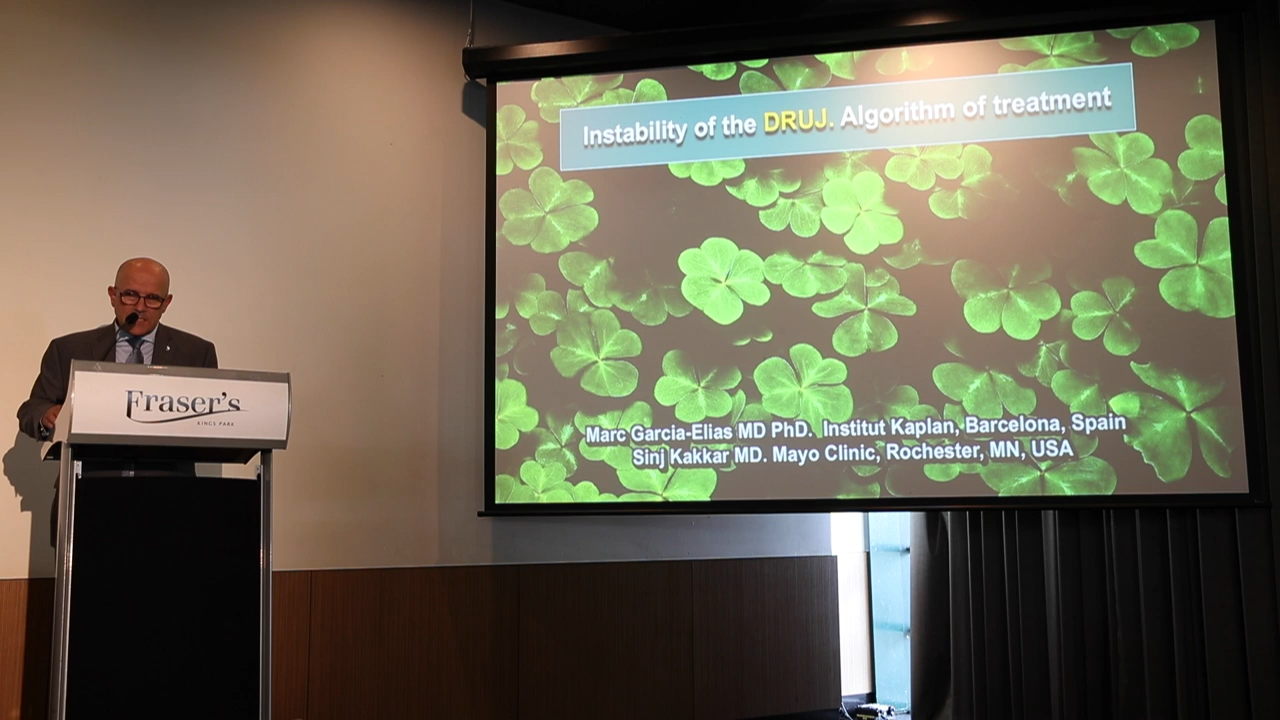 Instability of the DRUJ. Algorithm of treatment
Fraser's
KINGS PARK
Marc Garcia-Elias MD PhD. Institut Kaplan, Barcelona, Spain
Sinj Kakkar MD. Mayo Clinic, Rochester, MN, USA